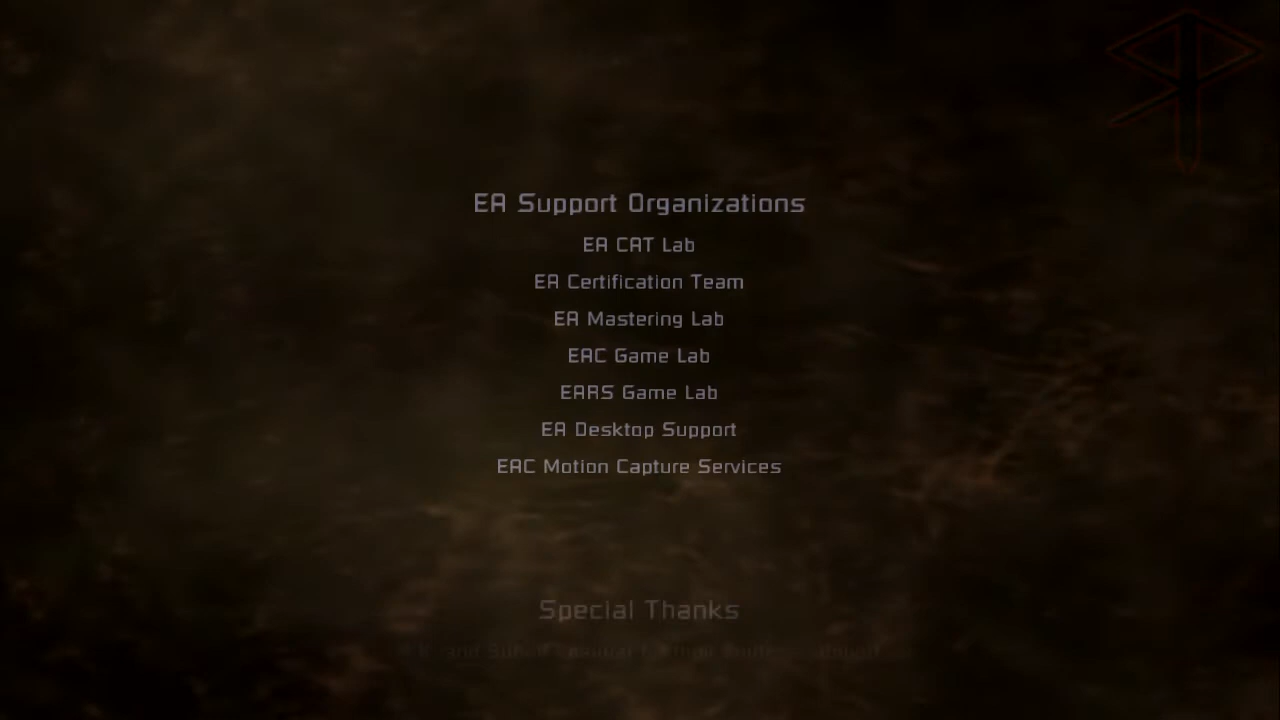 EA Support Organizations
EA CAT Lab
EA Certification Team
EA Mastering Lab
EAC Game Lab
EARS Game Lab
EA Desktop Support
EAC Motion Capture Services
Special Thanks